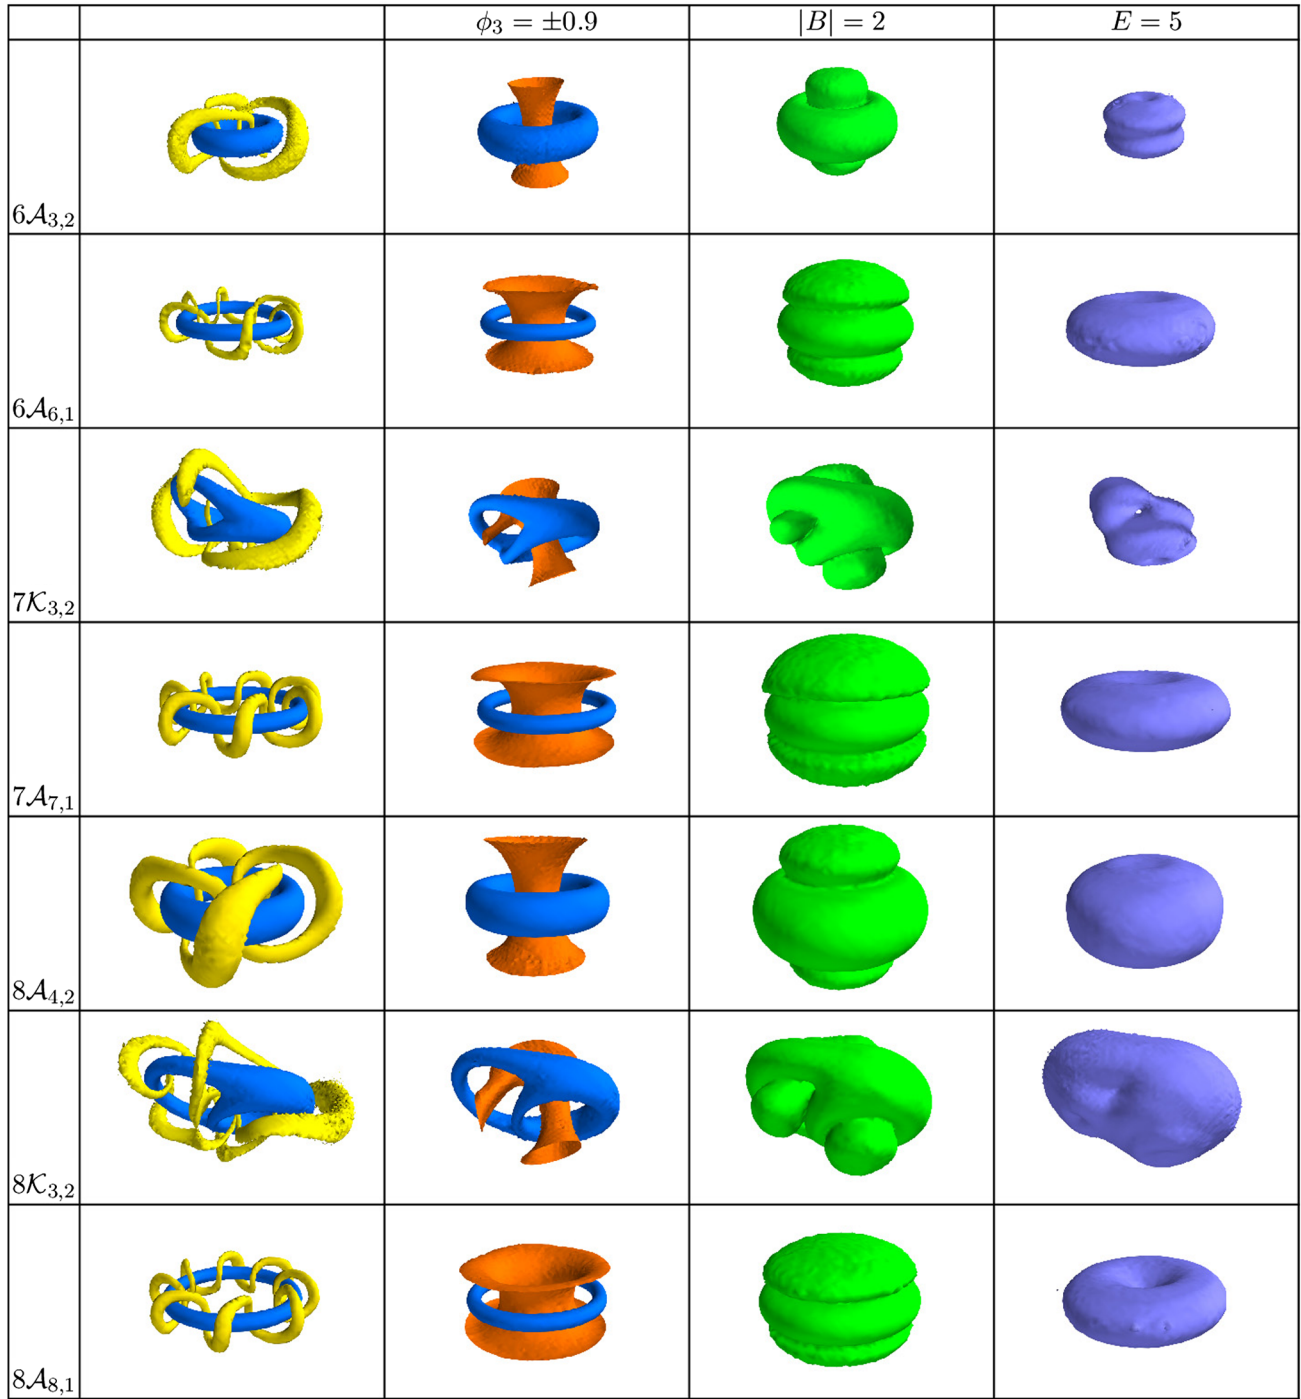 ϕ₃ = ±0.9 |B| = 2 E = 5
6𝒜₃,₂
6𝒜₆,₁
7𝒦₃,₂
7𝒜₇,₁
8𝒜₄,₂
8𝒦₃,₂
8𝒜₈,₁